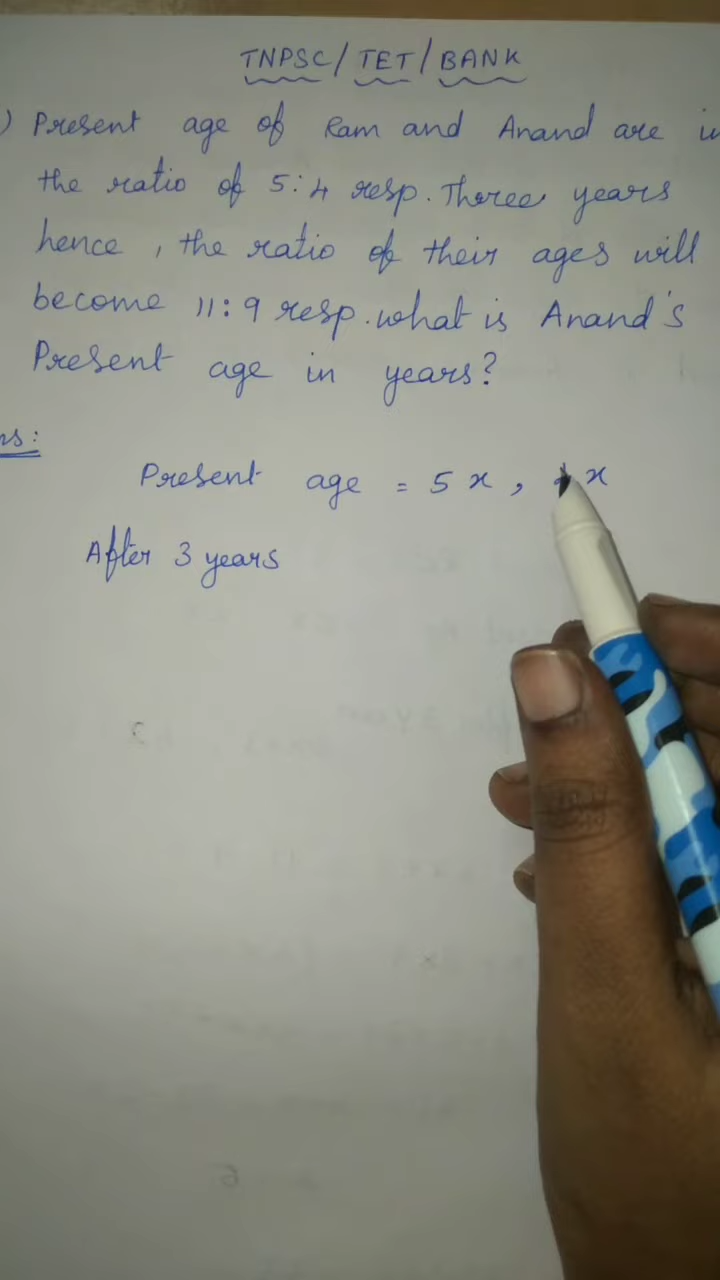 TNPSC/ TET/ BANK
) Present age of Ram and Anand are in
the ratio of 5:4 resp. Three years
hence, the ratio of their ages will
become 11:9 resp. what is Anand's
Present age in years?
ns:
Present age = 5x, 4x
After 3 years